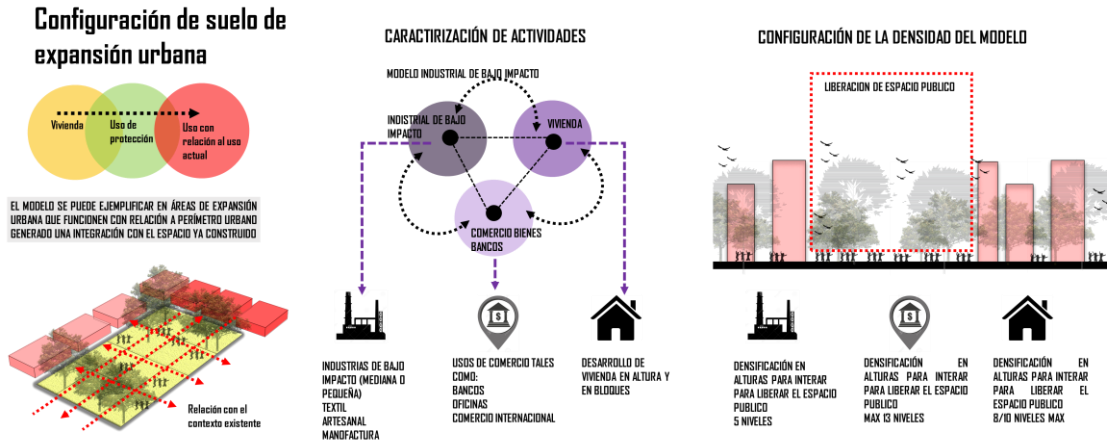 Configuración de suelo de
expansión urbana
Vivienda
Uso de
protección
Uso con
relación al uso
actual
EL MODELO SE PUEDE EJEMPLIFICAR EN ÁREAS DE EXPANSIÓN
URBANA QUE FUNCIONEN CON RELACIÓN A PERÍMETRO URBANO
GENERADO UNA INTEGRACIÓN CON EL ESPACIO YA CONSTRUIDO
Relación con el
contexto existente
CARACTIRIZACIÓN DE ACTIVIDADES
MODELO INDUSTRIAL DE BAJO IMPACTO
INDISTRIAL DE BAJO
IMPACTO
VIVIENDA
COMERCIO BIENES
BANCOS
INDUSTRIAS DE BAJO
IMPACTO (MEDIANA O
PEQUEÑA)
TEXTIL
ARTESANAL
MANUFACTURA
USOS DE COMERCIO TALES
COMO:
BANCOS
OFICINAS
COMERCIO INTERNACIONAL
DESARROLLO DE
VIVIENDA EN ALTURA Y
EN BLOQUES
CONFIGURACIÓN DE LA DENSIDAD DEL MODELO
LIBERACION DE ESPACIO PUBLICO
DENSIFICACIÓN EN
ALTURAS PARA INTERAR
PARA LIBERAR EL ESPACIO
PUBLICO
5 NIVELES
DENSIFICACIÓN EN
ALTURAS PARA INTERAR
PARA LIBERAR EL ESPACIO
PUBLICO
MAX 13 NIVELES
DENSIFICACIÓN EN
ALTURAS PARA INTERAR
PARA LIBERAR EL
ESPACIO PUBLICO
8/10 NIVELES MAX